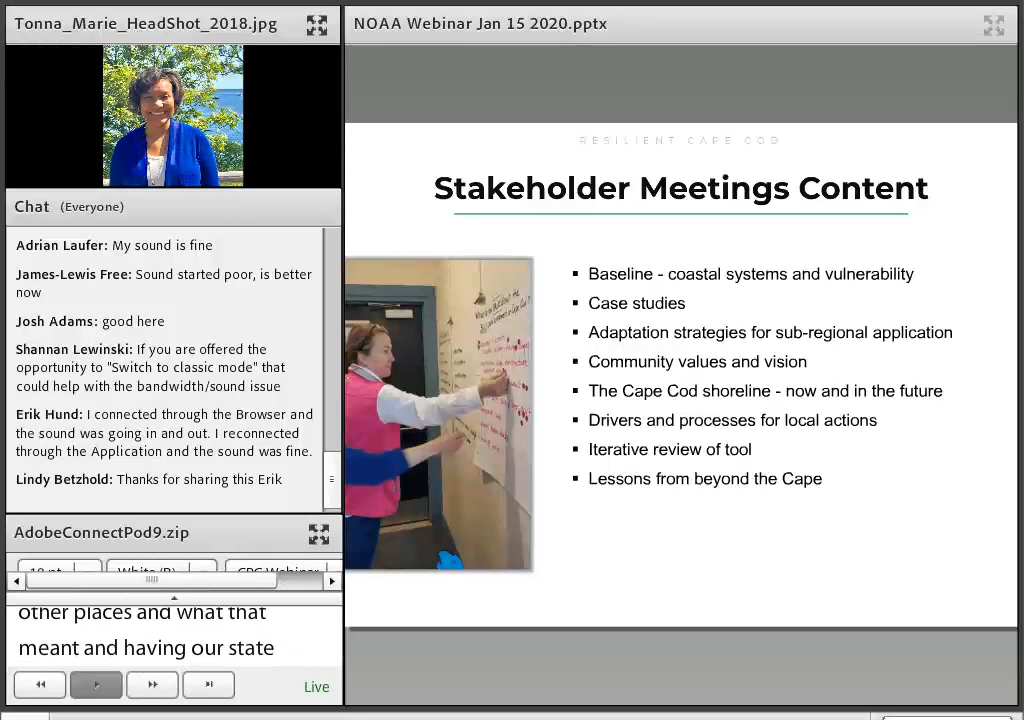 Tonna_Marie_HeadShot_2018.jpg
Chat (Everyone)
Adrian Laufer: My sound is fine
James-Lewis Free: Sound started poor, is better
now
Josh Adams: good here
Shannan Lewinski: If you are offered the
opportunity to "Switch to classic mode" that
could help with the bandwidth/sound issue
Erik Hund: I connected through the Browser and
the sound was going in and out. I reconnected
through the Application and the sound was fine.
Lindy Betzhold: Thanks for sharing this Erik
AdobeConnectPod9.zip
other places and what that
meant and having our state
Live
NOAA Webinar Jan 15 2020.pptx
RESILIENT CAPE COD
Stakeholder Meetings Content
▪ Baseline - coastal systems and vulnerability
▪ Case studies
▪ Adaptation strategies for sub-regional application
▪ Community values and vision
▪ The Cape Cod shoreline - now and in the future
▪ Drivers and processes for local actions
▪ Iterative review of tool
▪ Lessons from beyond the Cape